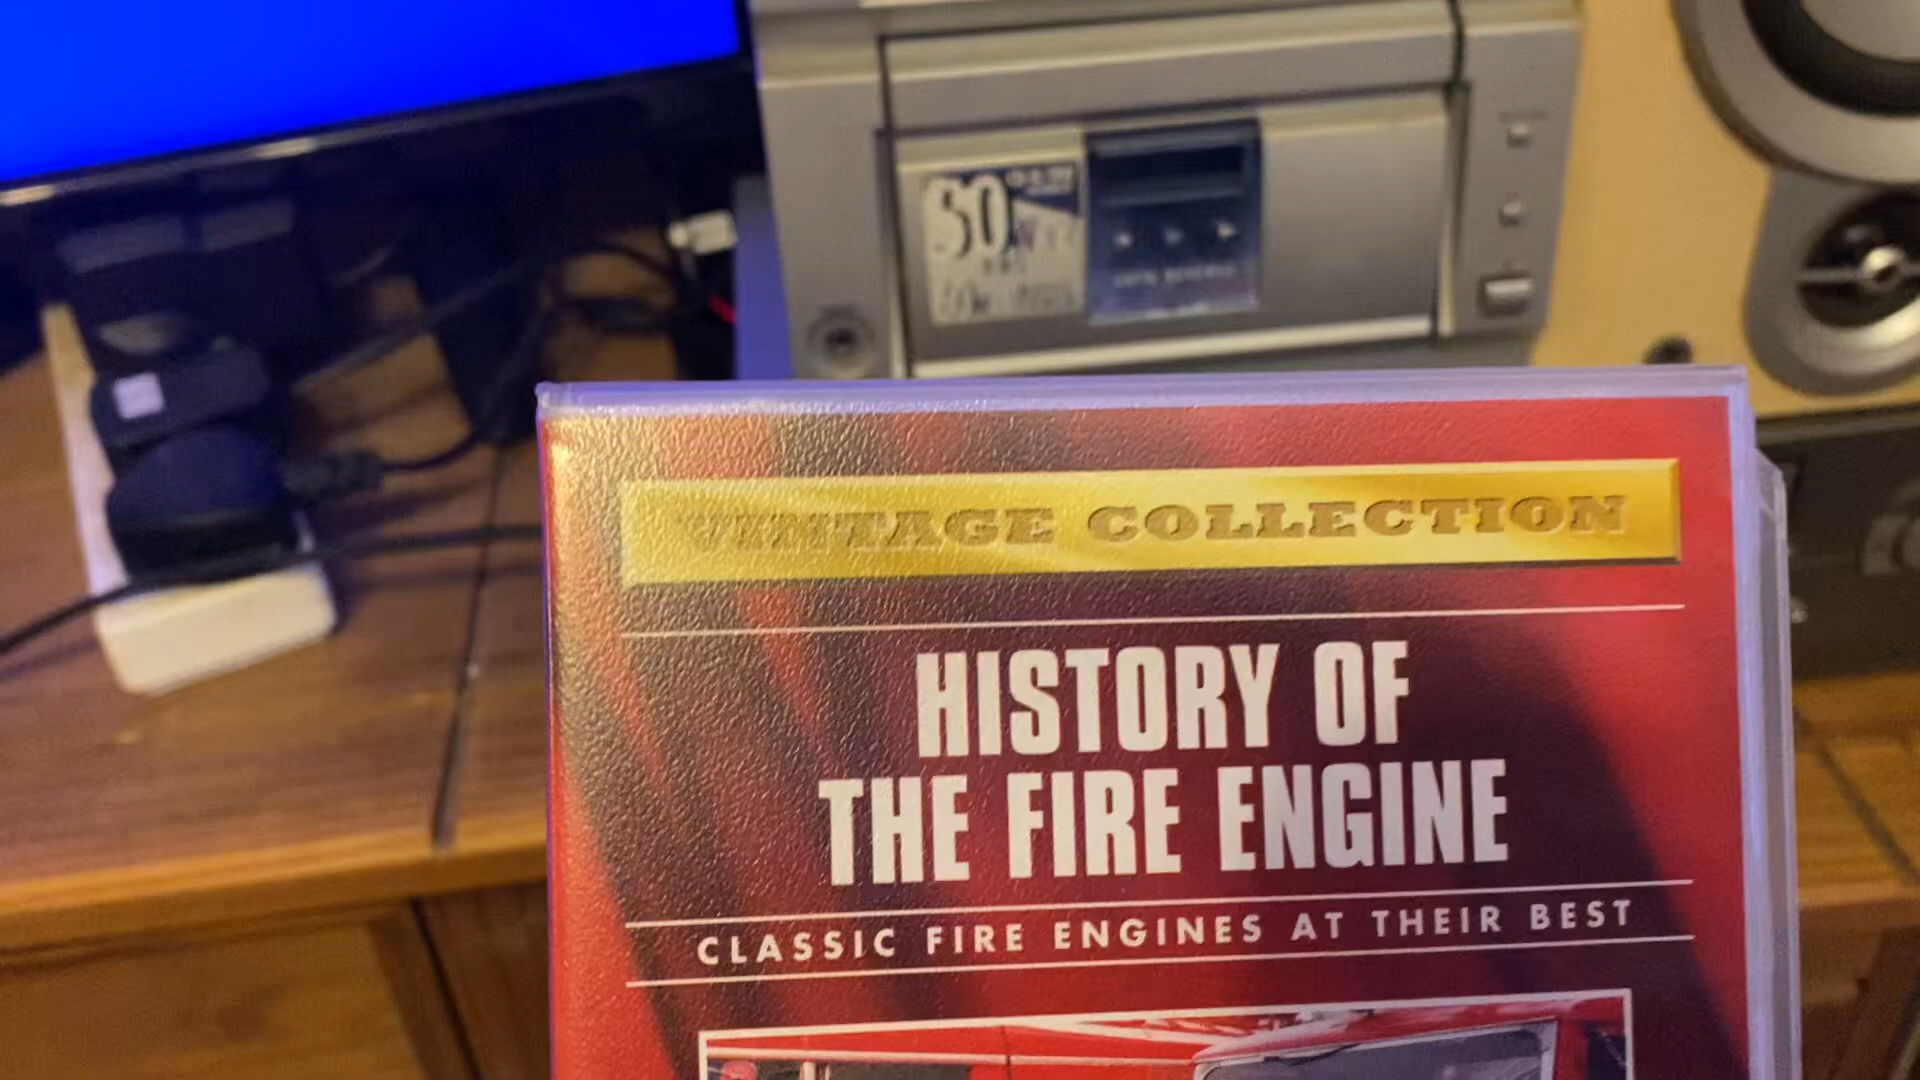 VINTAGE COLLECTION
HISTORY OF
THE FIRE ENGINE
CLASSIC FIRE ENGINES AT THEIR BEST